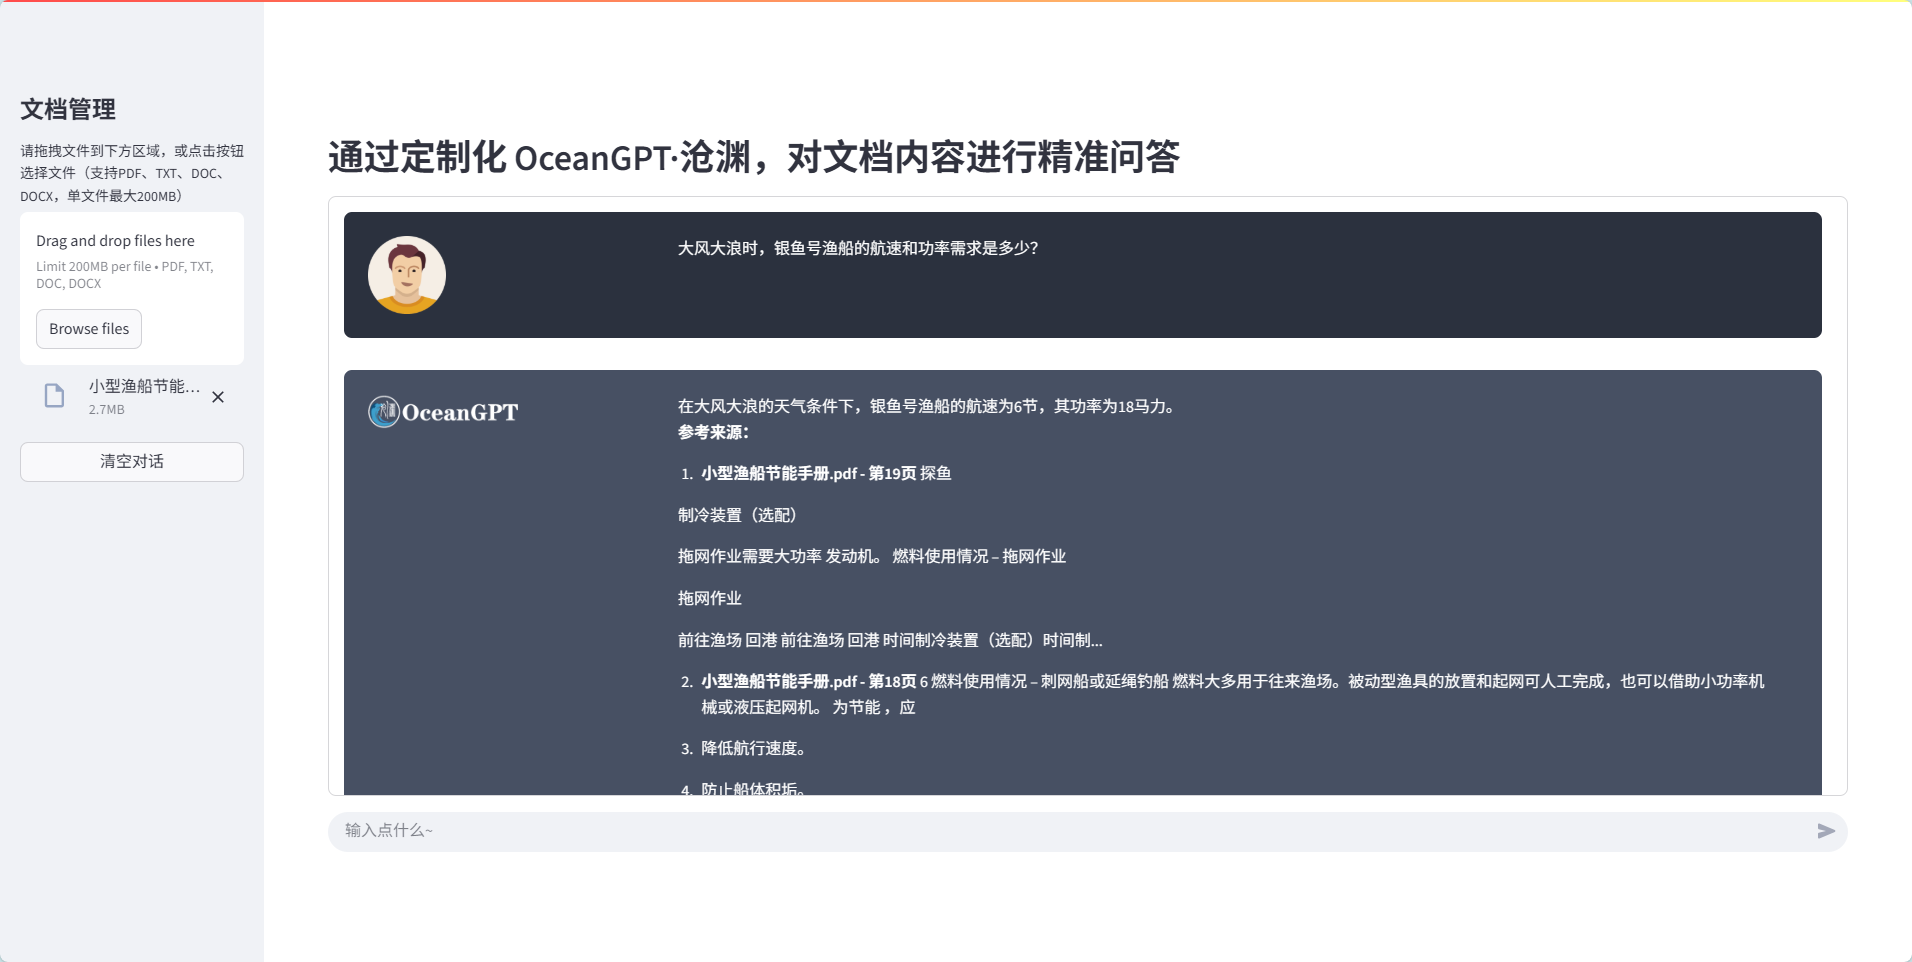 文档管理
请拖拽文件到下方区域，或点击按钮
选择文件（支持PDF、TXT、DOC、
DOCX，单文件最大200MB）
Drag and drop files here
Limit 200MB per file • PDF, TXT,
DOC, DOCX
Browse files
小型渔船节能...
2.7MB
清空对话
通过定制化 OceanGPT·沧渊，对文档内容进行精准问答
大风大浪时，银鱼号渔船的航速和功率需求是多少？
OceanGPT
在大风大浪的天气条件下，银鱼号渔船的航速为6节，其功率为18马力。
参考来源：
1. 小型渔船节能手册.pdf - 第19页 探鱼
制冷装置（选配）
拖网作业需要大功率 发动机。 燃料使用情况 – 拖网作业
拖网作业
前往渔场 回港 前往渔场 回港 时间制冷装置（选配）时间制...
2. 小型渔船节能手册.pdf - 第18页 6 燃料使用情况 – 刺网船或延绳钓船 燃料大多用于往来渔场。被动型渔具的放置和起网可人工完成，也可以借助小功率机
械或液压起网机。 为节能 ，应
3. 降低航行速度。
4. 防止船体积垢。
输入点什么~